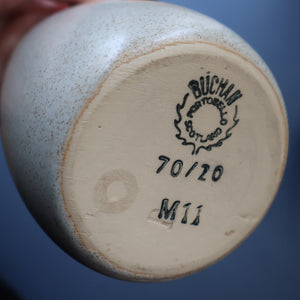 BUCHAN
PORTOBELLO
SCOTLAND
70/20
M11